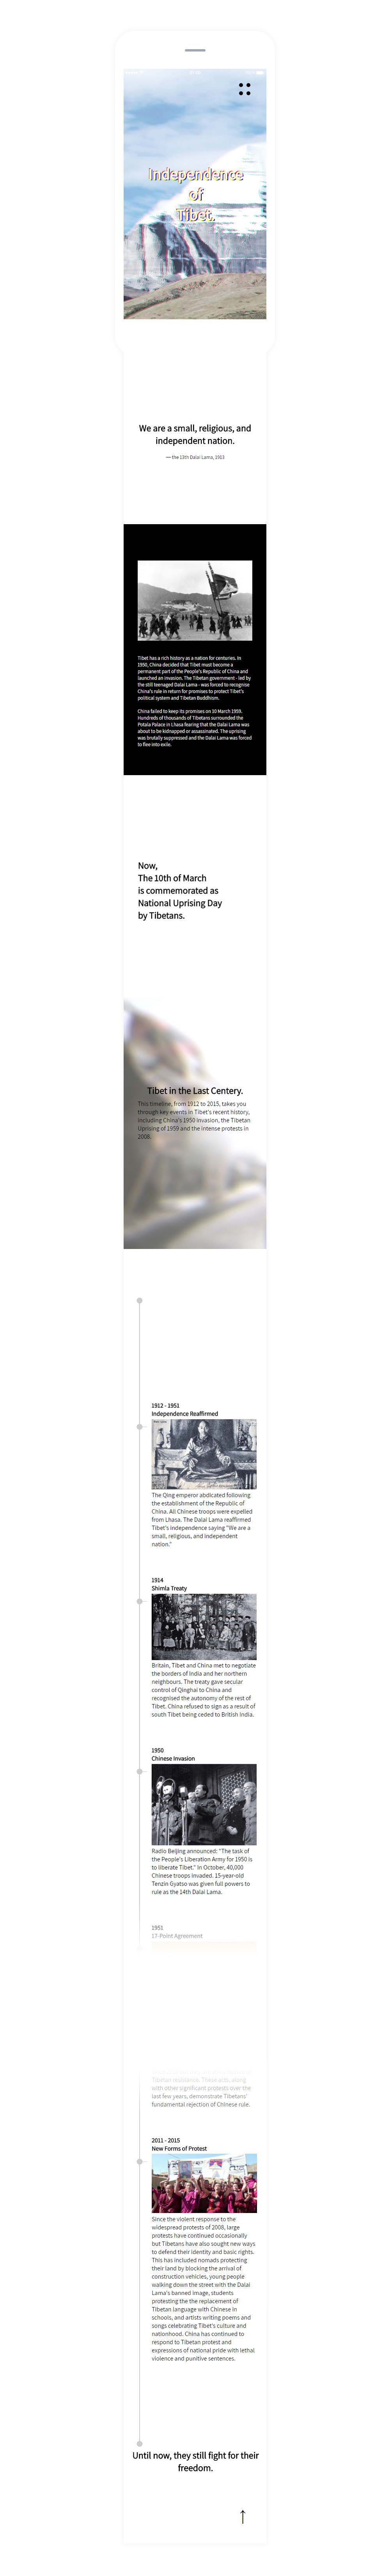 Independence
of
Tibet.
We are a small, religious, and
independent nation.
— the 13th Dalai Lama, 1913
Tibet has a rich history as a nation for centuries. In
1950, China decided that Tibet must become a
permanent part of the People's Republic of China and
launched an invasion. The Tibetan government - led by
the still teenaged Dalai Lama - was forced to recognise
China's rule in return for promises to protect Tibet's
political system and Tibetan Buddhism.
China failed to keep its promises on 10 March 1959.
Hundreds of thousands of Tibetans surrounded the
Potala Palace in Lhasa fearing that the Dalai Lama was
about to be kidnapped or assassinated. The uprising
was brutally suppressed and the Dalai Lama was forced
to flee into exile.
Now,
The 10th of March
is commemorated as
National Uprising Day
by Tibetans.
Tibet in the Last Centery.
This timeline, from 1912 to 2015, takes you
through key events in Tibet's recent history,
including China's 1950 invasion, the Tibetan
Uprising of 1959 and the intense protests in
2008.
1912 - 1951
Independence Reaffirmed
The Qing emperor abdicated following
the establishment of the Republic of
China. All Chinese troops were expelled
from Lhasa. The Dalai Lama reaffirmed
Tibet's independence saying "We are a
small, religious, and independent
nation."
1914
Shimla Treaty
Britain, Tibet and China met to negotiate
the borders of India and her northern
neighbours. The treaty gave secular
control of Qinghai to China and
recognised the autonomy of the rest of
Tibet. China refused to sign as a result of
south Tibet being ceded to British India.
1950
Chinese Invasion
Radio Beijing announced: "The task of
the People's Liberation Army for 1950 is
to liberate Tibet." In October, 40,000
Chinese troops invaded. 15-year-old
Tenzin Gyatso was given full powers to
rule as the 14th Dalai Lama.
1951
17-Point Agreement
Tibetan resistance. These acts, along
with other significant protests over the
last few years, demonstrate Tibetans'
fundamental rejection of Chinese rule.
2011 - 2015
New Forms of Protest
Since the violent response to the
widespread protests of 2008, large
protests have continued occasionally
but Tibetans have also sought new ways
to defend their identity and basic rights.
This has included nomads protecting
their land by blocking the arrival of
construction vehicles, young people
walking down the street with the Dalai
Lama's banned image, students
protesting the the replacement of
Tibetan language with Chinese in
schools, and artists writing poems and
songs celebrating Tibet's culture and
nationhood. China has continued to
respond to Tibetan protest and
expressions of national pride with lethal
violence and punitive sentences.
Until now, they still fight for their
freedom.